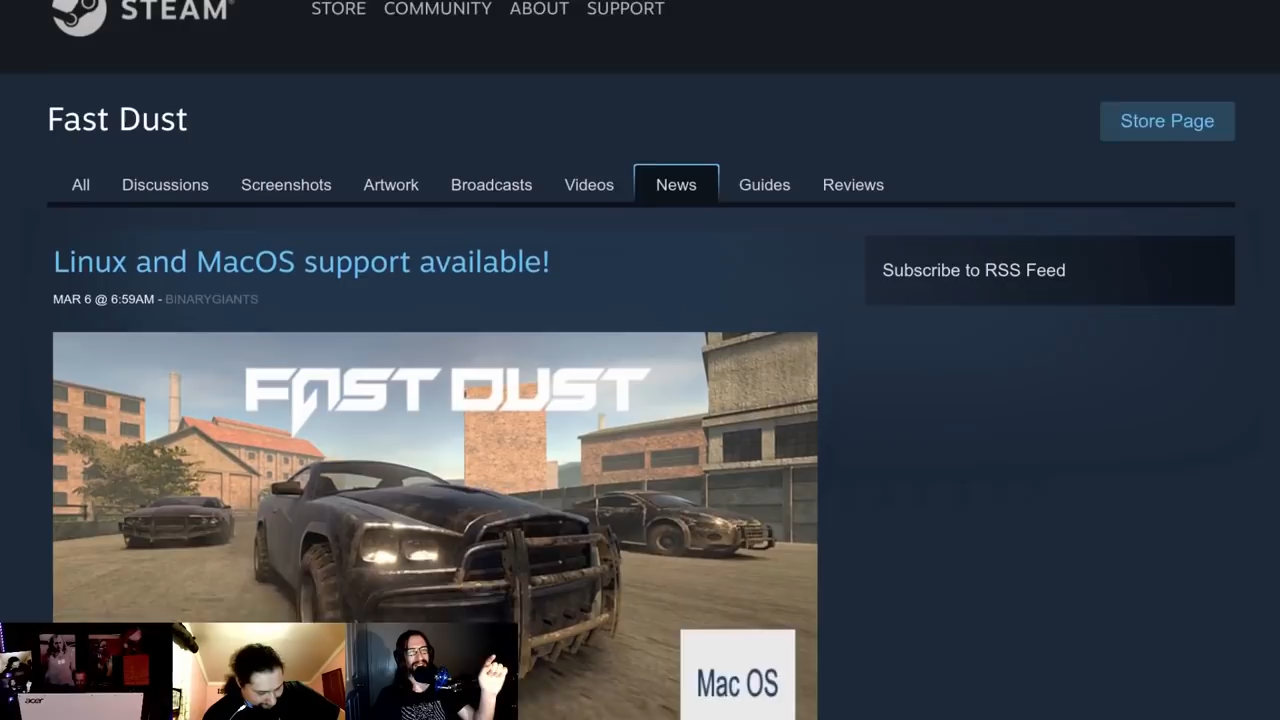 STEAM
STORE COMMUNITY ABOUT SUPPORT
Fast Dust
Store Page
All Discussions Screenshots Artwork Broadcasts Videos News Guides Reviews
Linux and MacOS support available!
MAR 6 @ 6:59AM - BINARYGIANTS
Subscribe to RSS Feed
FAST DUST
Mac OS
acer